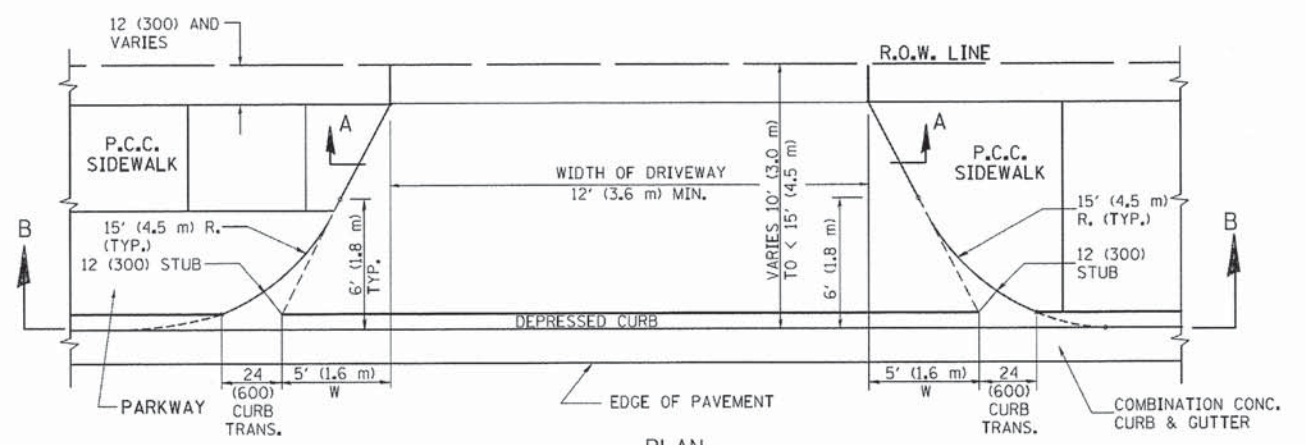 12 (300) AND
VARIES
R.O.W. LINE
A
A
P.C.C.
SIDEWALK
P.C.C.
SIDEWALK
WIDTH OF DRIVEWAY
12' (3.6 m) MIN.
VARIES 10' (3.0 m)
TO < 15' (4.5 m)
B
B
15' (4.5 m) R.
(TYP.)
12 (300) STUB
6' (1.8 m)
TYP.
6' (1.8 m)
15' (4.5 m)
R. (TYP.)
12 (300)
STUB
DEPRESSED CURB
24
(600)
CURB
TRANS.
5' (1.6 m)
W
5' (1.6 m)
W
24
(600)
CURB
TRANS.
PARKWAY
EDGE OF PAVEMENT
COMBINATION CONC.
CURB & GUTTER
PLAN